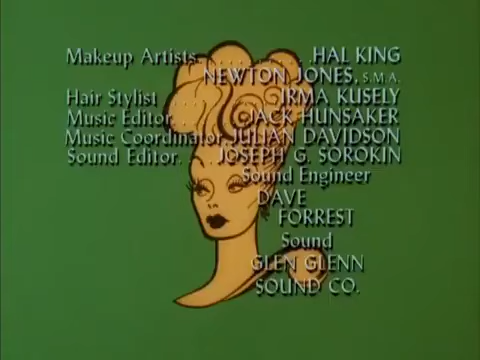 Makeup Artists . . . . . . . HAL KING
NEWTON JONES, S.M.A.
Hair Stylist . . . . . . IRMA KUSELY
Music Editor . . . . . JACK HUNSAKER
Music Coordinator JULIAN DAVIDSON
Sound Editor . . . JOSEPH G. SOROKIN
Sound Engineer
DAVE
FORREST
Sound
GLEN GLENN
SOUND CO.